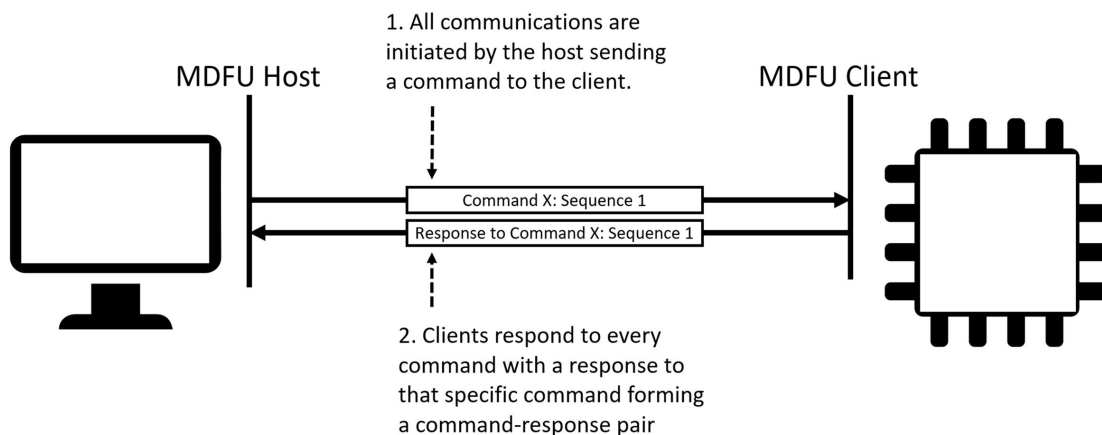 1. All communications are
initiated by the host sending
a command to the client.
MDFU Host
MDFU Client
Command X: Sequence 1
Response to Command X: Sequence 1
2. Clients respond to every
command with a response to
that specific command forming
a command-response pair